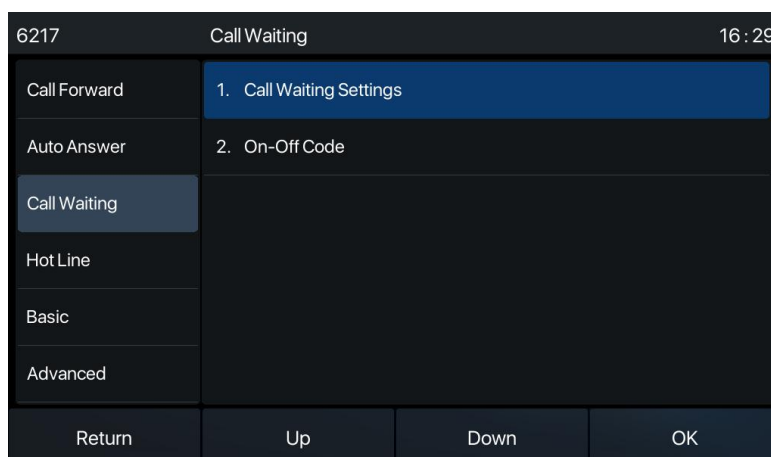 6217 Call Waiting 16:29
Call Forward
Auto Answer
Call Waiting
Hot Line
Basic
Advanced
1. Call Waiting Settings
2. On-Off Code
Return Up Down OK